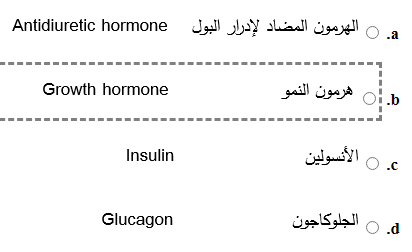 a. الهرمون المضاد لإدرار البول Antidiuretic hormone
b. هرمون النمو Growth hormone
c. الأنسولين Insulin
d. الجلوكاجون Glucagon